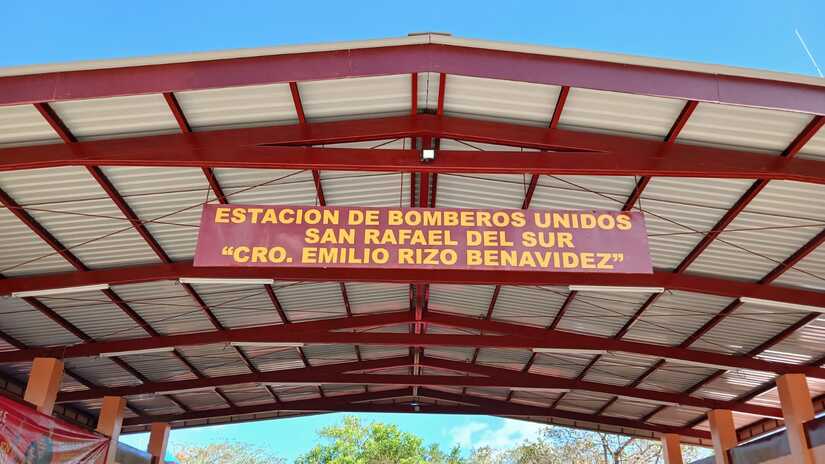 ESTACION DE BOMBEROS UNIDOS
SAN RAFAEL DEL SUR
“CRO. EMILIO RIZO BENAVIDEZ”